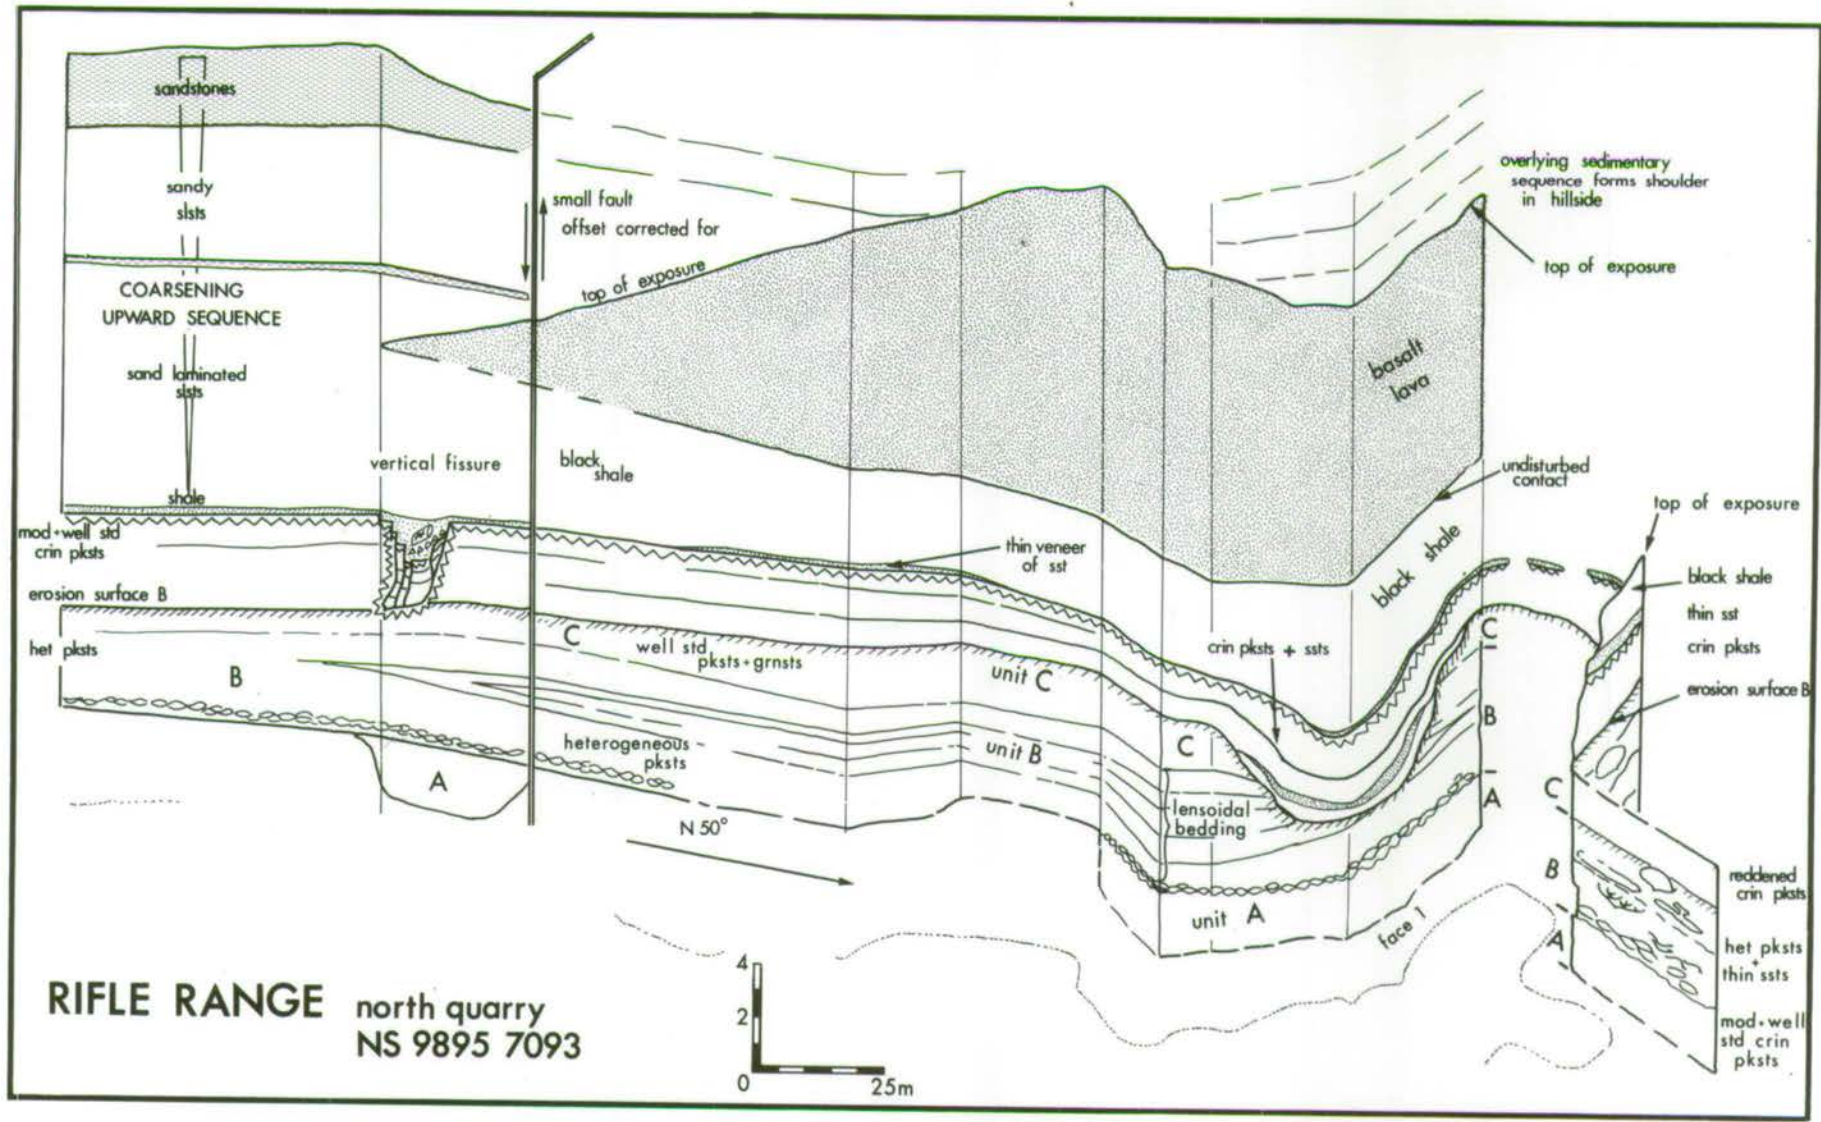 sandstones
sandy
slsts
COARSENING
UPWARD SEQUENCE
sand laminated
slsts
shale
mod+well std
crin pksts
erosion surface B
het pksts
B
A
vertical fissure
small fault
offset corrected for
top of exposure
black
shale
thin veneer
of sst
C
well std
pksts+grnsts
unit C
heterogeneous
pksts
unit B
N 50°
overlying sedimentary
sequence forms shoulder
in hillside
top of exposure
basalt
lava
undisturbed
contact
black shale
crin pksts + ssts
C
lensoidal
bedding
unit A
face 1
C
B
A
top of exposure
black shale
thin sst
crin pksts
erosion surface B
C
B
A
reddened
crin pksts
het pksts
+
thin ssts
mod+well
std crin
pksts
RIFLE RANGE north quarry
NS 9895 7093
4
2
0
25m